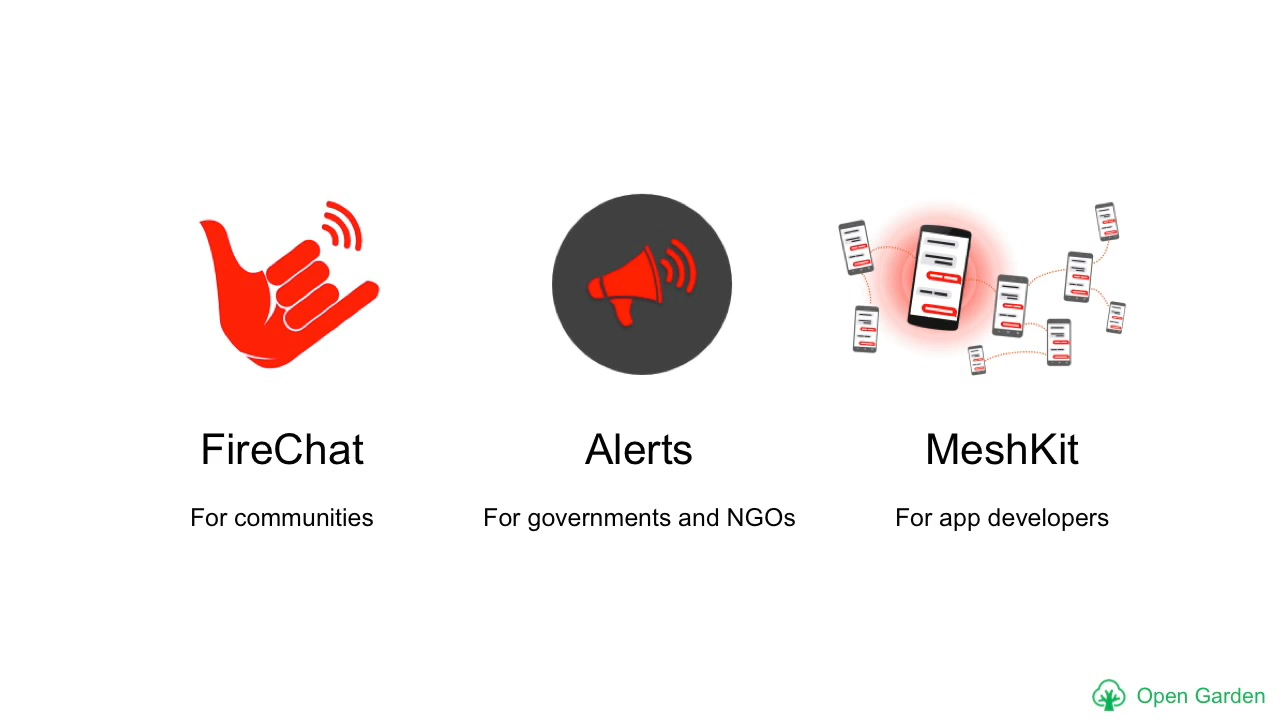 FireChat
Alerts
MeshKit
For communities
For governments and NGOs
For app developers
Open Garden